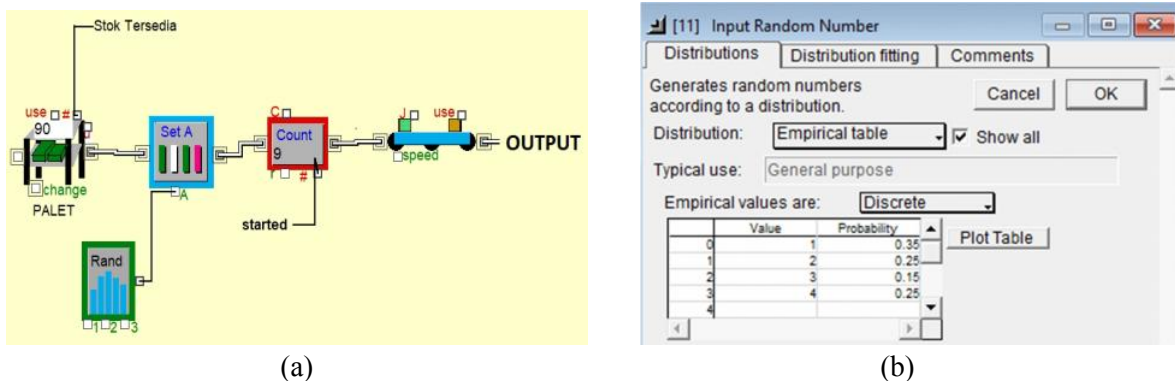 Stok Tersedia
use #
90
change
PALET
Set A
A
C
Count
9
r #
started
J use
speed
OUTPUT
Rand
1 2 3
(a)
[11] Input Random Number
Distributions Distribution fitting Comments
Generates random numbers
according to a distribution.
Cancel OK
Distribution: Empirical table Show all
Typical use: General purpose
Empirical values are: Discrete
Value Probability
0 1 0.35
1 2 0.25
2 3 0.15
3 4 0.25
4
Plot Table
(b)